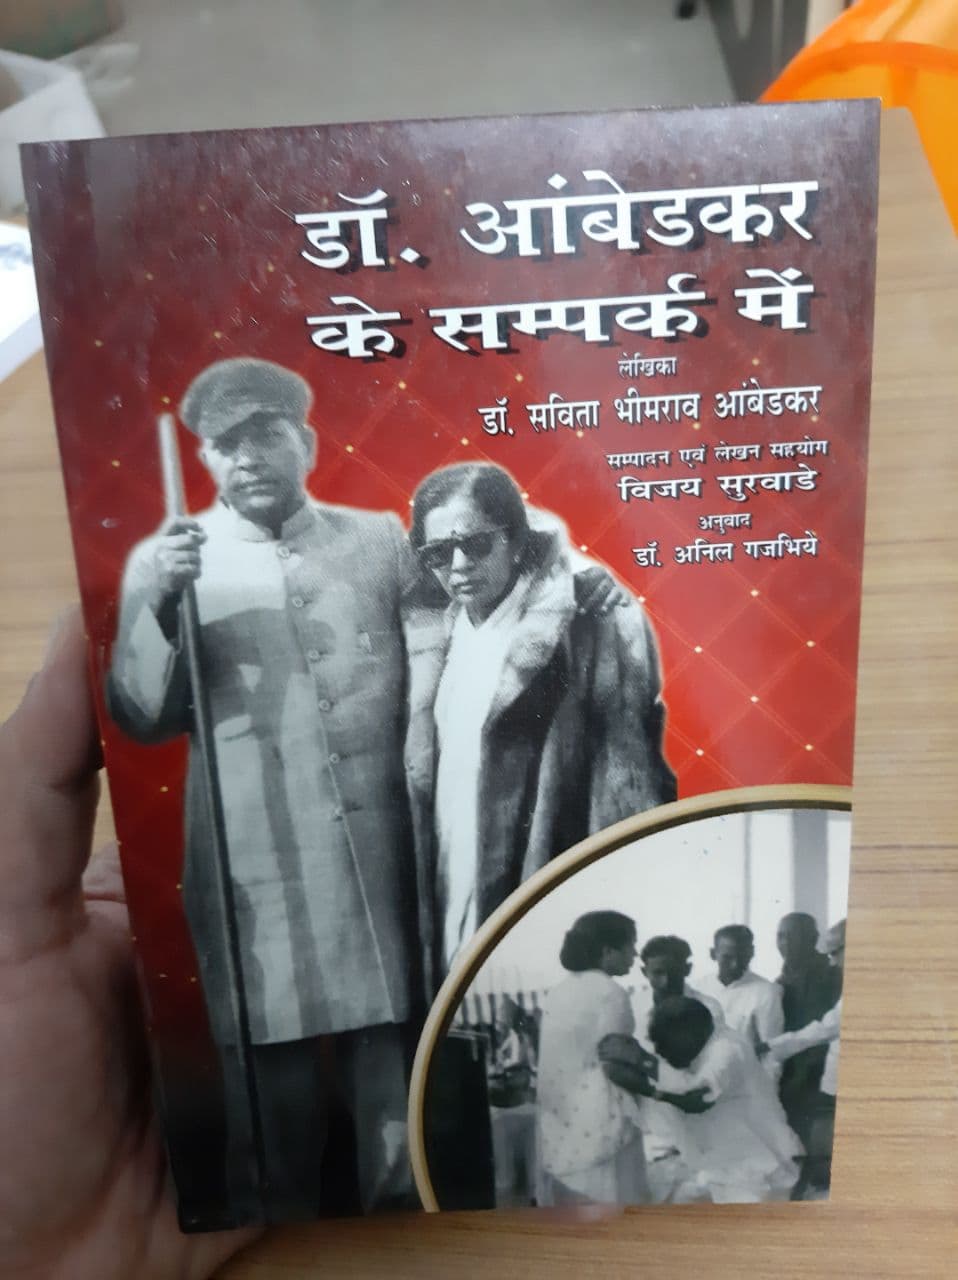 डॉ. आंबेडकर
के सम्पर्क में
लेखिका
डॉ. सविता भीमराव आंबेडकर
सम्पादन एवं लेखन सहयोग
विजय सुरवाडे
अनुवाद
डॉ. अनिल गजभियें